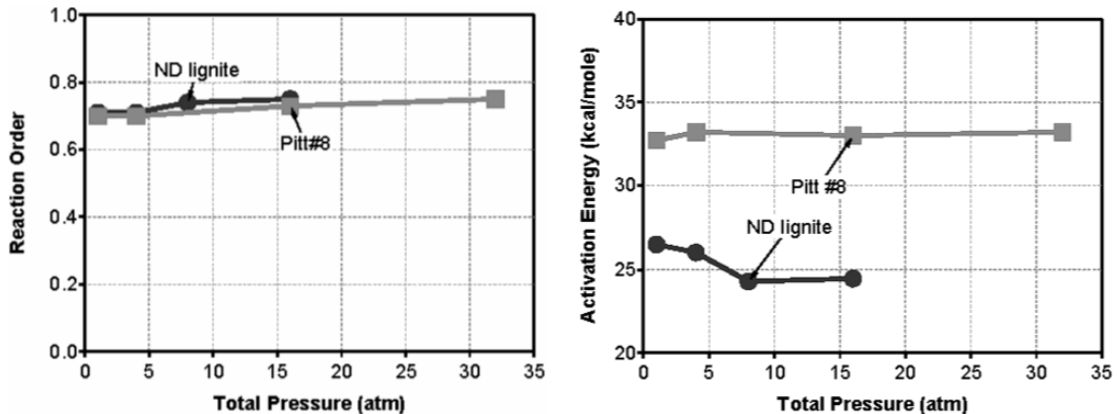 Reaction Order
1.0
0.8
0.6
0.4
0.2
0.0
ND lignite
Pitt#8
0 5 10 15 20 25 30 35
Total Pressure (atm)
Activation Energy (kcal/mole)
40
35
30
25
20
Pitt #8
ND lignite
0 5 10 15 20 25 30 35
Total Pressure (atm)